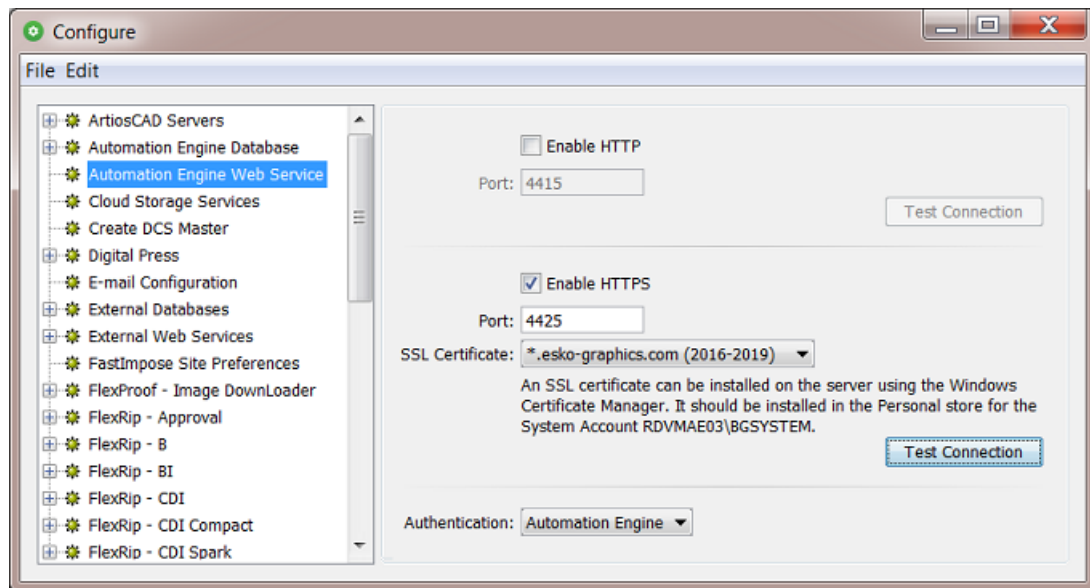 Configure
File Edit
ArtiosCAD Servers
Automation Engine Database
Automation Engine Web Service
Cloud Storage Services
Create DCS Master
Digital Press
E-mail Configuration
External Databases
External Web Services
FastImpose Site Preferences
FlexProof - Image DownLoader
FlexRip - Approval
FlexRip - B
FlexRip - BI
FlexRip - CDI
FlexRip - CDI Compact
FlexRip - CDI Spark
Enable HTTP
Port: 4415
Test Connection
Enable HTTPS
Port: 4425
SSL Certificate: *.esko-graphics.com (2016-2019)
An SSL certificate can be installed on the server using the Windows
Certificate Manager. It should be installed in the Personal store for the
System Account RDVMAE03\BGSYSTEM.
Test Connection
Authentication: Automation Engine